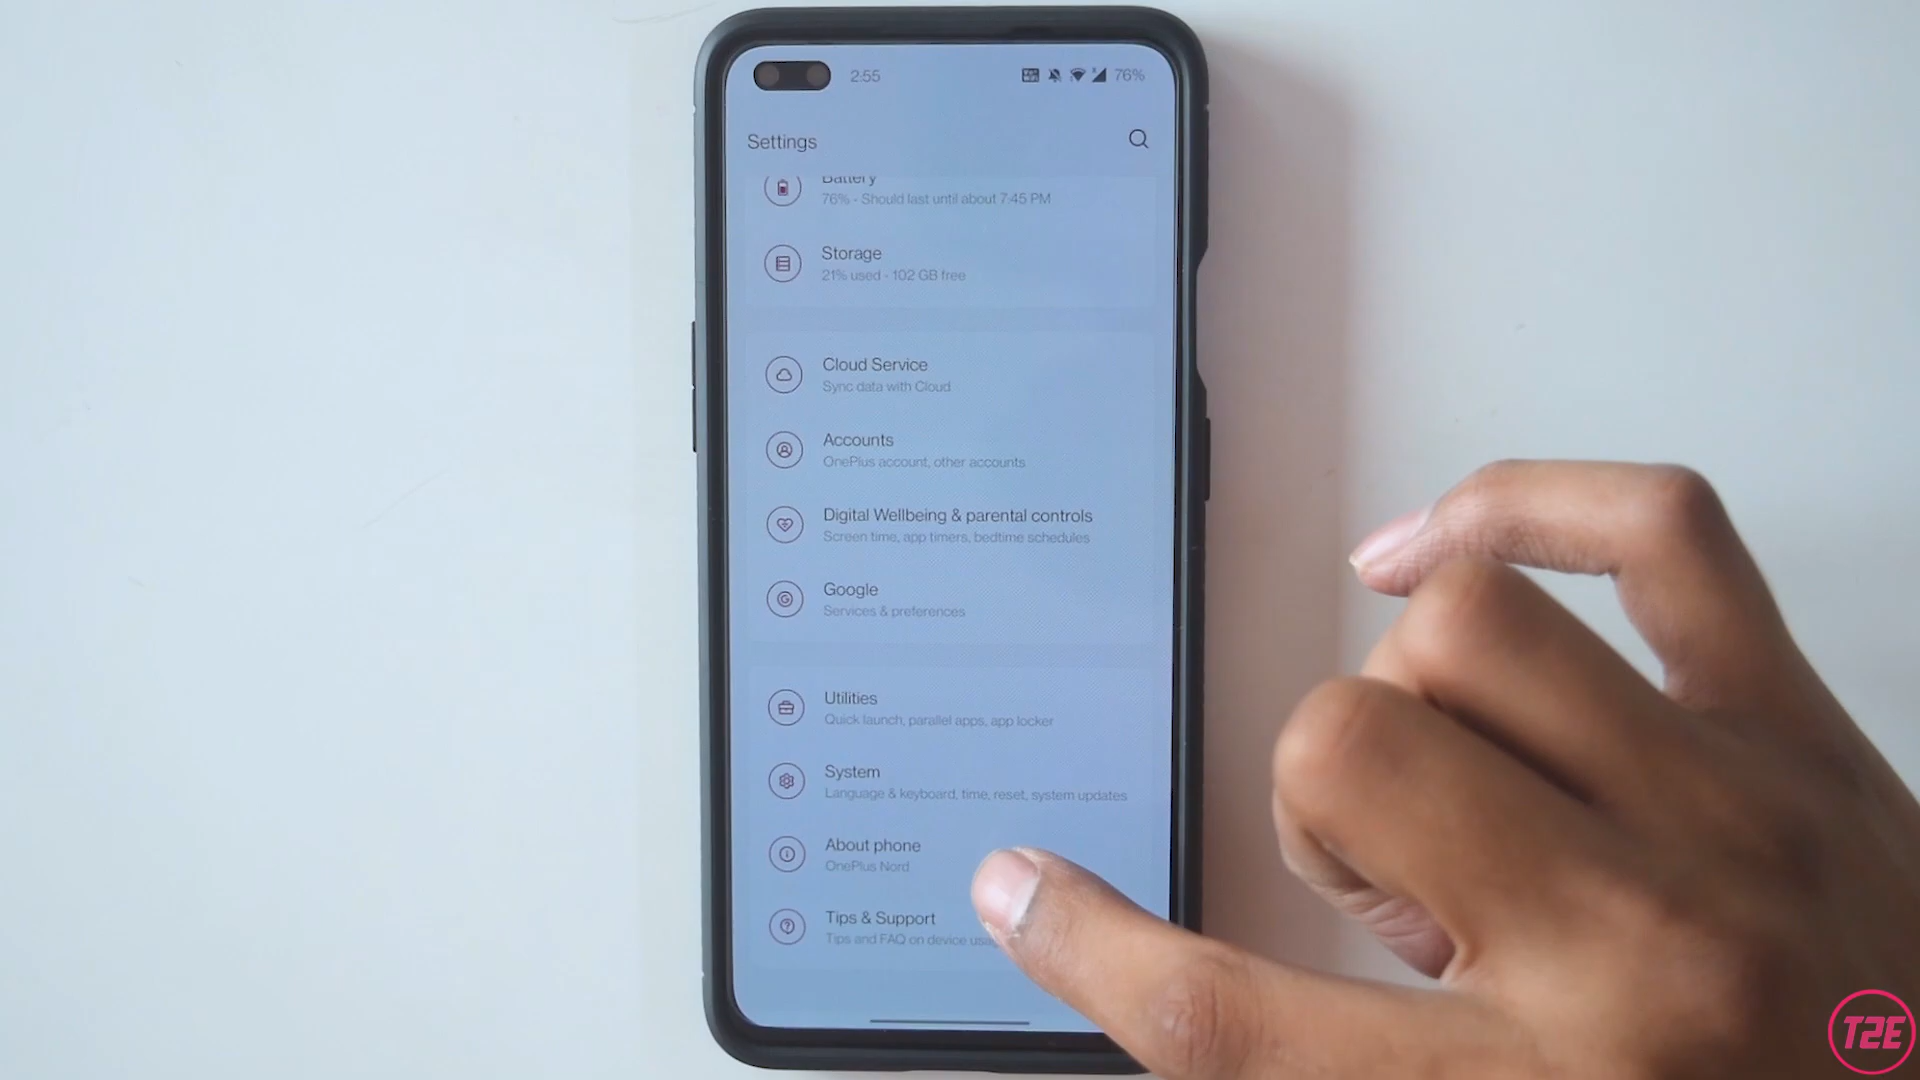 2:55
76%
Settings
Battery
76% - Should last until about 7:45 PM
Storage
21% used - 102 GB free
Cloud Service
Sync data with Cloud
Accounts
OnePlus account, other accounts
Digital Wellbeing & parental controls
Screen time, app timers, bedtime schedules
Google
Services & preferences
Utilities
Quick launch, parallel apps, app locker
System
Language & keyboard, time, reset, system updates
About phone
OnePlus Nord
Tips & Support
Tips and FAQ on device
T2E